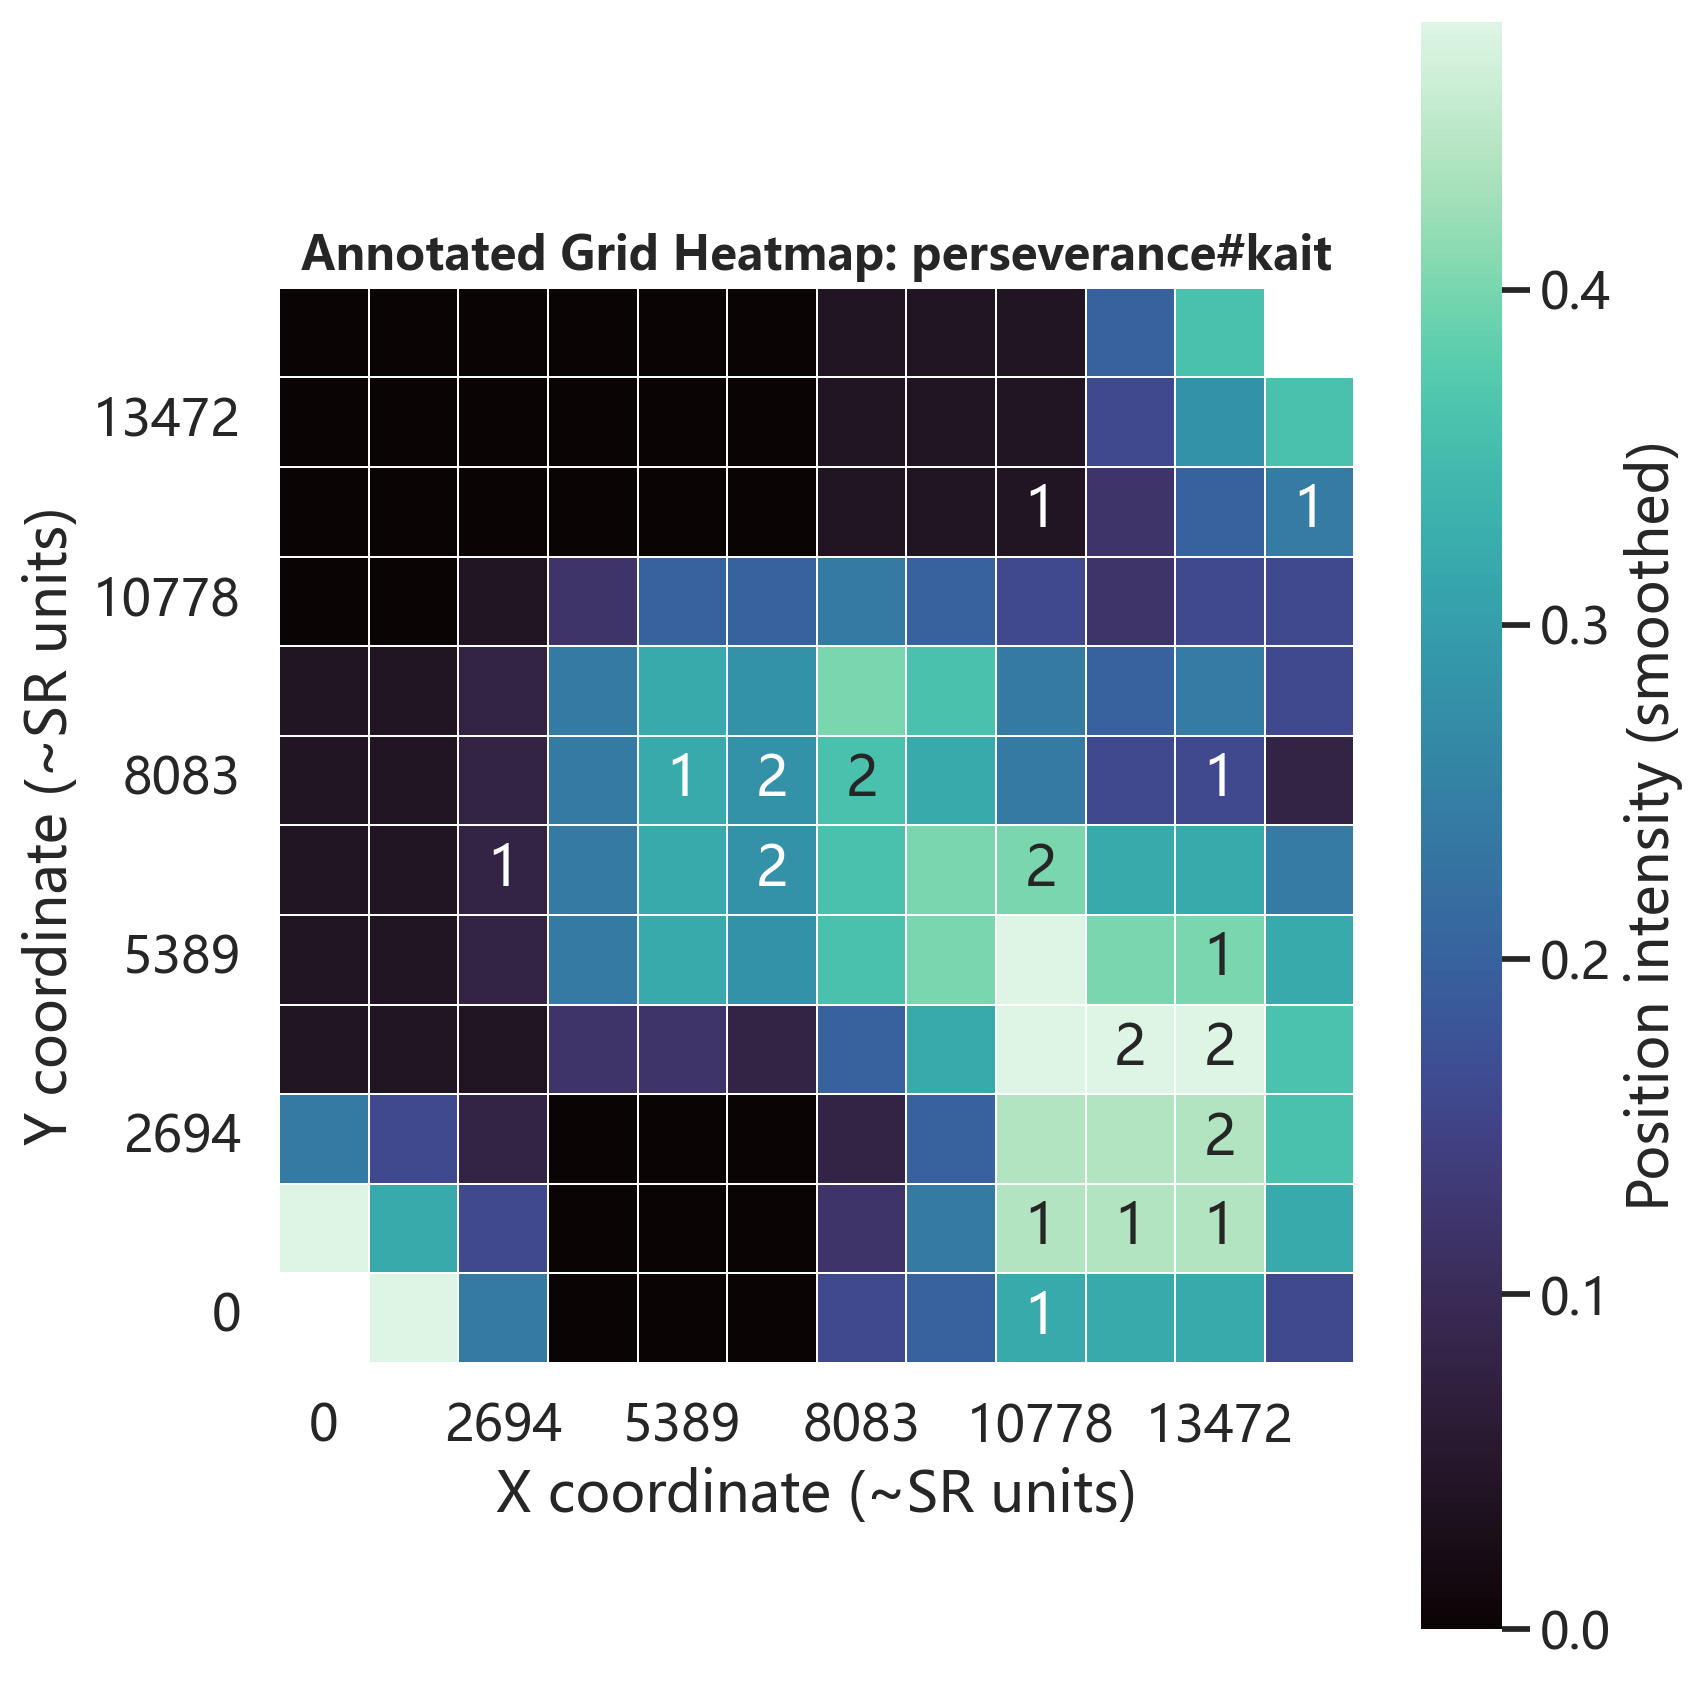 Annotated Grid Heatmap: perseverance#kait
13472
1 1
10778
8083
1 2 2 1
1 2 2
5389
1
2 2
2694
2
1 1 1
0
1
0 2694 5389 8083 10778 13472
X coordinate (~SR units)
Y coordinate (~SR units)
0.4
0.3
0.2
0.1
0.0
Position intensity (smoothed)